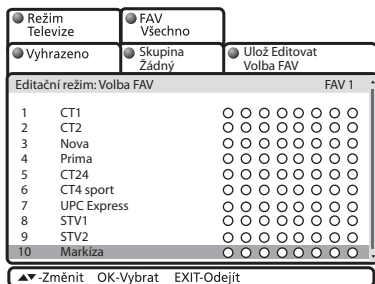 Režim
Televize
FAV
Všechno
Vyhrazeno
Skupina
Žádný
Ulož Editovat
Volba FAV
Editační režim: Volba FAV FAV 1
1 CT1
2 CT2
3 Nova
4 Prima
5 CT24
6 CT4 sport
7 UPC Express
8 STV1
9 STV2
10 Markíza
-Změnit OK-Vybrat EXIT-Odejít